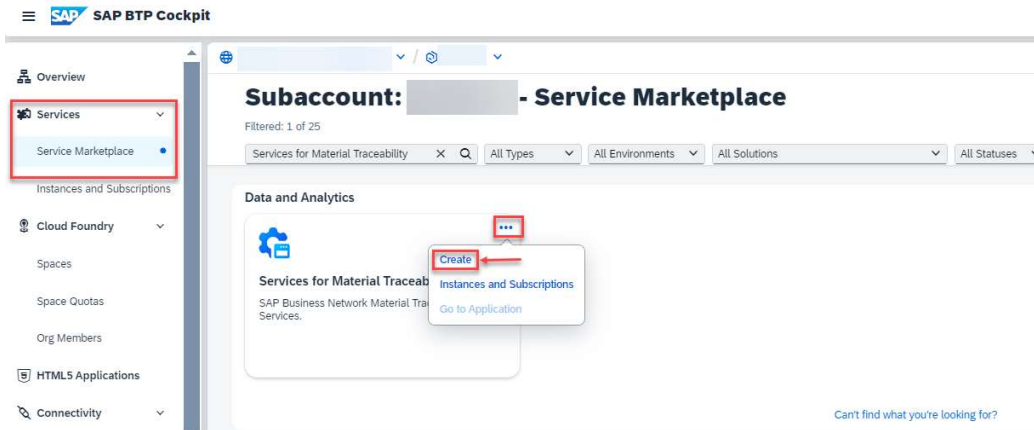 SAP SAP BTP Cockpit
Overview
Services
Service Marketplace
Instances and Subscriptions
Cloud Foundry
Spaces
Space Quotas
Org Members
HTML5 Applications
Connectivity
/
Subaccount: - Service Marketplace
Filtered: 1 of 25
Services for Material Traceability All Types All Environments All Solutions All Statuses
Data and Analytics
Create
Services for Material Traceab
Instances and Subscriptions
SAP Business Network Material Tra
Go to Application
Services.
Can't find what you're looking for?